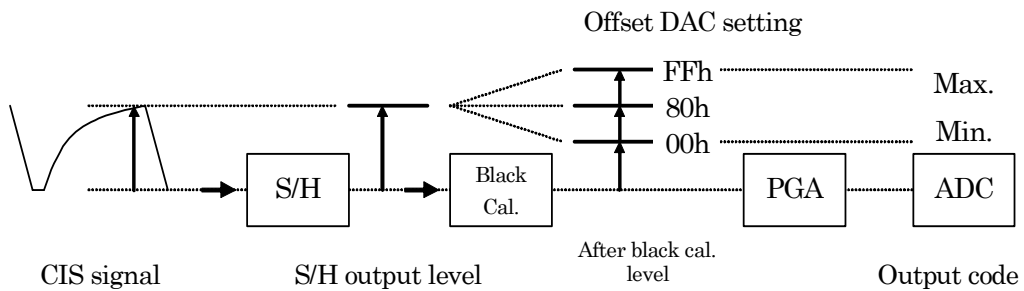 Offset DAC setting
FFh
Max.
80h
Min.
00h
S/H
Black
Cal.
PGA
ADC
After black cal.
level
CIS signal
S/H output level
Output code